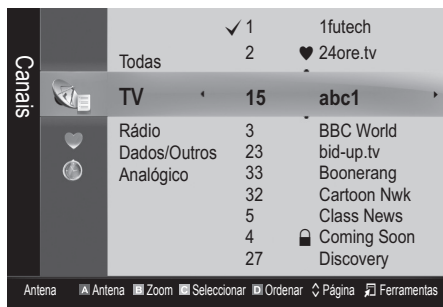 Canais
✓ 1 1futech
Todas 2 ♥ 24ore.tv
TV 15 abc1
Rádio 3 BBC World
Dados/Outros 23 bid-up.tv
Analógico 33 Boonerang
32 Cartoon Nwk
5 Class News
4 Coming Soon
27 Discovery
Antena A Antena B Zoom C Seleccionar D Ordenar Página Ferramentas